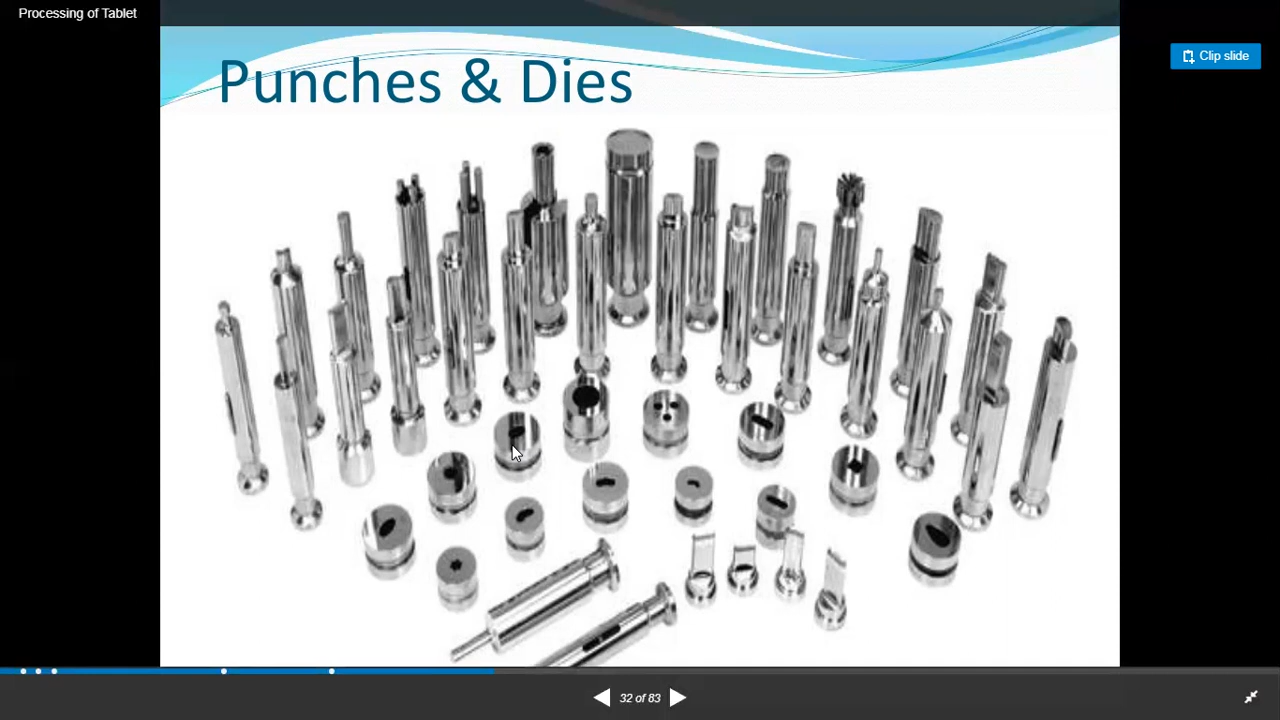 Processing of Tablet
Clip slide
Punches & Dies
32 of 83